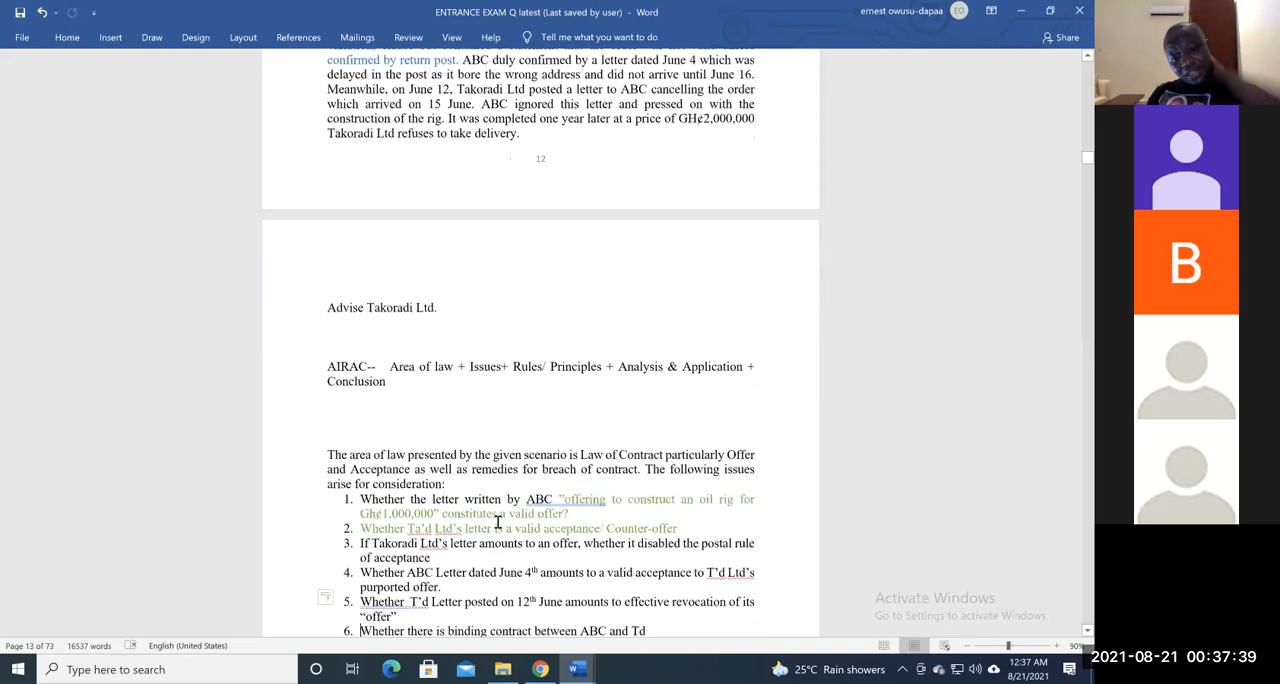 ENTRANCE EXAM Q latest (Last saved by user) - Word
ernest owusu-dapaa
EO
File Home Insert Draw Design Layout References Mailings Review View Help Tell me what you want to do
Share
confirmed by return post. ABC duly confirmed by a letter dated June 4 which was
delayed in the post as it bore the wrong address and did not arrive until June 16.
Meanwhile, on June 12, Takoradi Ltd posted a letter to ABC cancelling the order
which arrived on 15 June. ABC ignored this letter and pressed on with the
construction of the rig. It was completed one year later at a price of GH¢2,000,000
Takoradi Ltd refuses to take delivery.
12
Advise Takoradi Ltd.
AIRAC-- Area of law + Issues+ Rules/ Principles + Analysis & Application +
Conclusion
The area of law presented by the given scenario is Law of Contract particularly Offer
and Acceptance as well as remedies for breach of contract. The following issues
arise for consideration:
1. Whether the letter written by ABC "offering to construct an oil rig for
Gh¢1,000,000" constitutes a valid offer?
2. Whether Ta'd Ltd's letter is a valid acceptance/ Counter-offer
3. If Takoradi Ltd's letter amounts to an offer, whether it disabled the postal rule
of acceptance
4. Whether ABC Letter dated June 4th amounts to a valid acceptance to T'd Ltd's
purported offer.
5. Whether T'd Letter posted on 12th June amounts to effective revocation of its
"offer"
6. Whether there is binding contract between ABC and Td
B
Activate Windows
Go to Settings to activate Windows.
Page 13 of 73 16537 words English (United States) 90%
Type here to search
25°C Rain showers
12:37 AM
8/21/2021
2021-08-21 00:37:39